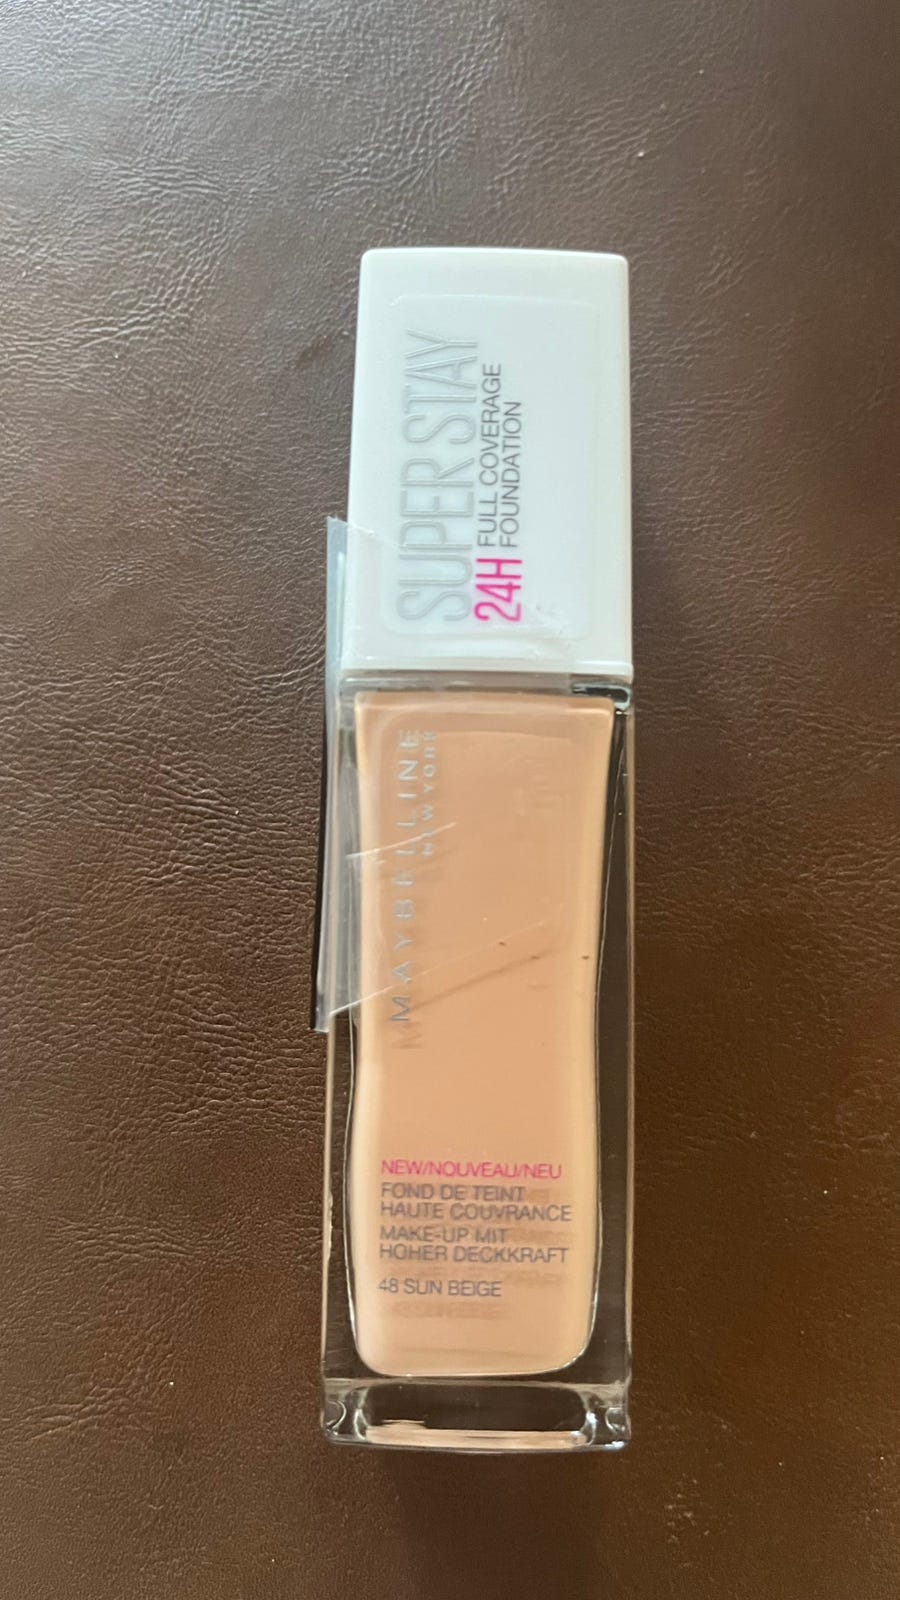 SUPER STAY
24H FULL COVERAGE
FOUNDATION
MAYBELLINE
NEW YORK
NEW/NOUVEAU/NEU
FOND DE TEINT
HAUTE COUVRANCE
MAKE-UP MIT
HOHER DECKKRAFT
48 SUN BEIGE